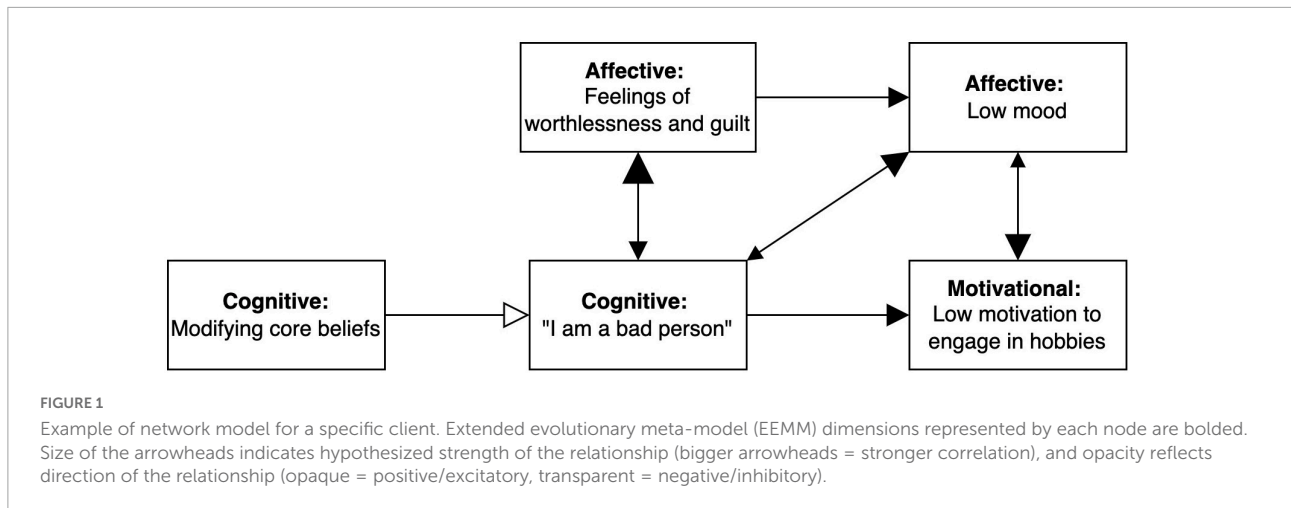 Affective:
Feelings of
worthlessness and guilt
Affective:
Low mood
Cognitive:
Modifying core beliefs
Cognitive:
"I am a bad person"
Motivational:
Low motivation to
engage in hobbies
FIGURE 1
Example of network model for a specific client. Extended evolutionary meta-model (EEMM) dimensions represented by each node are bolded.
Size of the arrowheads indicates hypothesized strength of the relationship (bigger arrowheads = stronger correlation), and opacity reflects
direction of the relationship (opaque = positive/excitatory, transparent = negative/inhibitory).